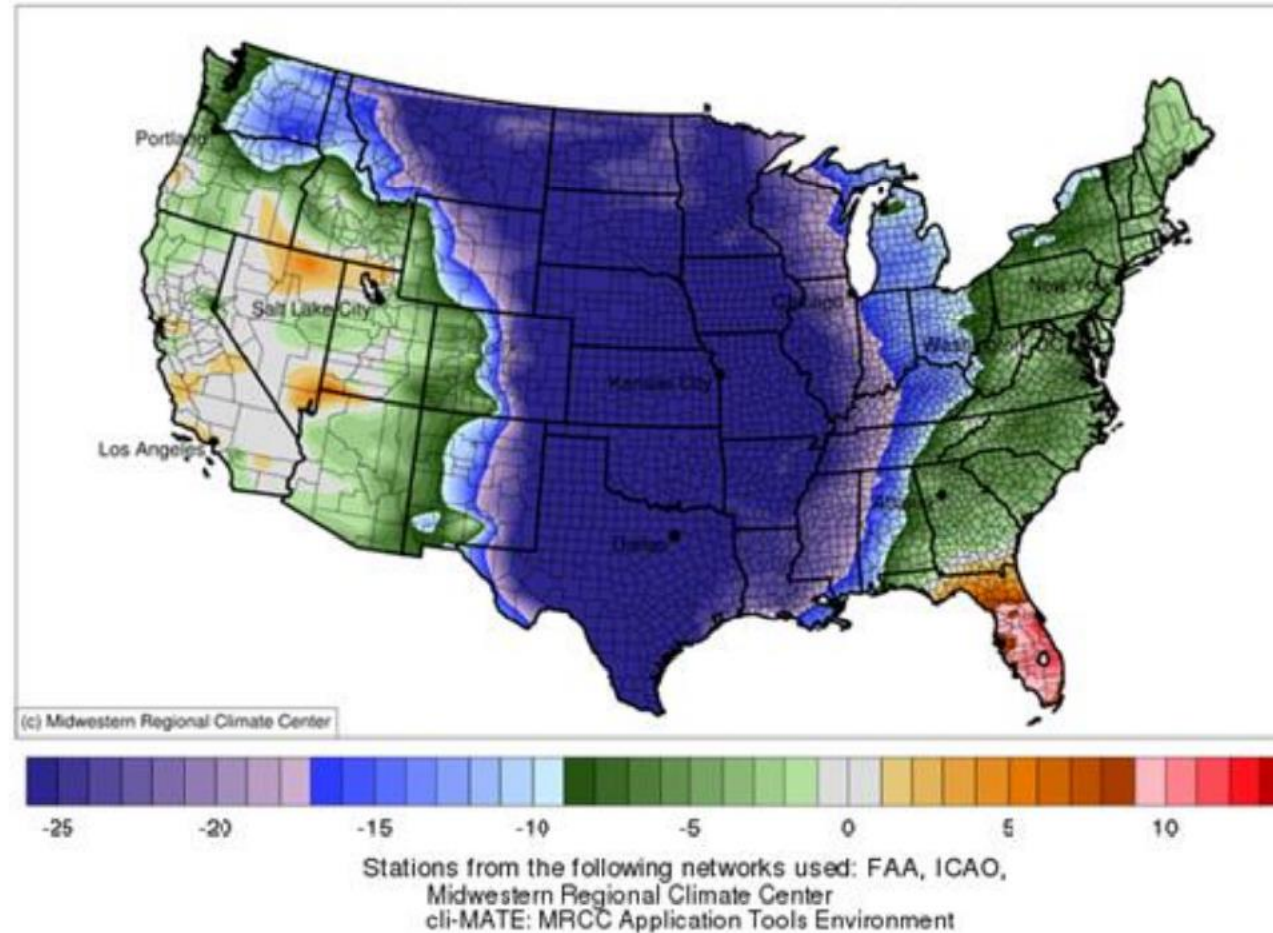 Portland
Salt Lake City
Chicago
New York
Washington
Kansas City
Los Angeles
Dallas
(c) Midwestern Regional Climate Center
-25 -20 -15 -10 -5 0 5 10
Stations from the following networks used: FAA, ICAO,
Midwestern Regional Climate Center
cli-MATE: MRCC Application Tools Environment